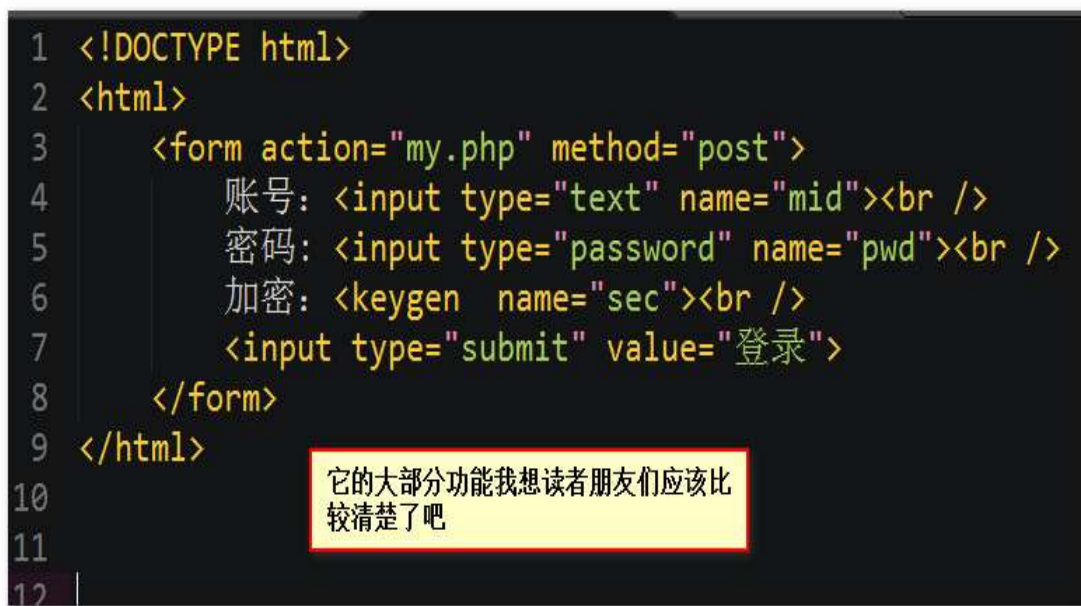 1 <!DOCTYPE html>
2 <html>
3 <form action="my.php" method="post">
4 账号：<input type="text" name="mid"><br />
5 密码：<input type="password" name="pwd"><br />
6 加密：<keygen  name="sec"><br />
7 <input type="submit" value="登录">
8 </form>
9 </html>
10
11
12
它的大部分功能我想读者朋友们应该比
较清楚了吧